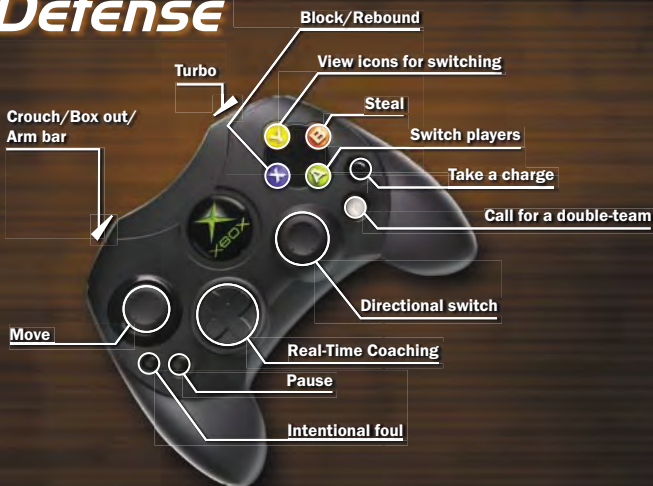 Defense
Block/Rebound
View icons for switching
Turbo
Steal
Crouch/Box out/
Arm bar
Switch players
Take a charge
Call for a double-team
Y
B
X
A
XBOX
Directional switch
Move
Real-Time Coaching
Pause
Intentional foul